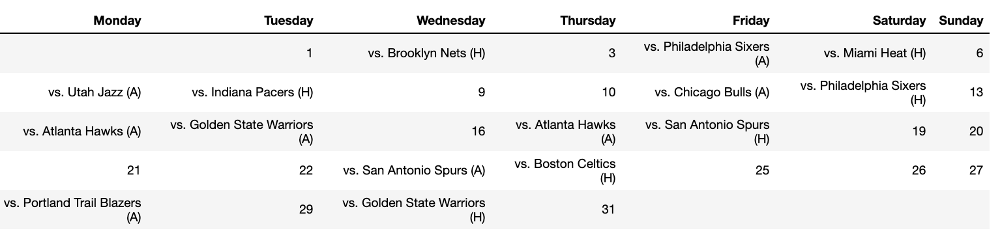 Monday Tuesday Wednesday Thursday Friday Saturday Sunday
1 vs. Brooklyn Nets (H) 3 vs. Philadelphia Sixers (A) vs. Miami Heat (H) 6
vs. Utah Jazz (A) vs. Indiana Pacers (H) 9 10 vs. Chicago Bulls (A) vs. Philadelphia Sixers (H) 13
vs. Atlanta Hawks (A) vs. Golden State Warriors (A) 16 vs. Atlanta Hawks (A) vs. San Antonio Spurs (H) 19 20
21 22 vs. San Antonio Spurs (A) vs. Boston Celtics (H) 25 26 27
vs. Portland Trail Blazers (A) 29 vs. Golden State Warriors (H) 31